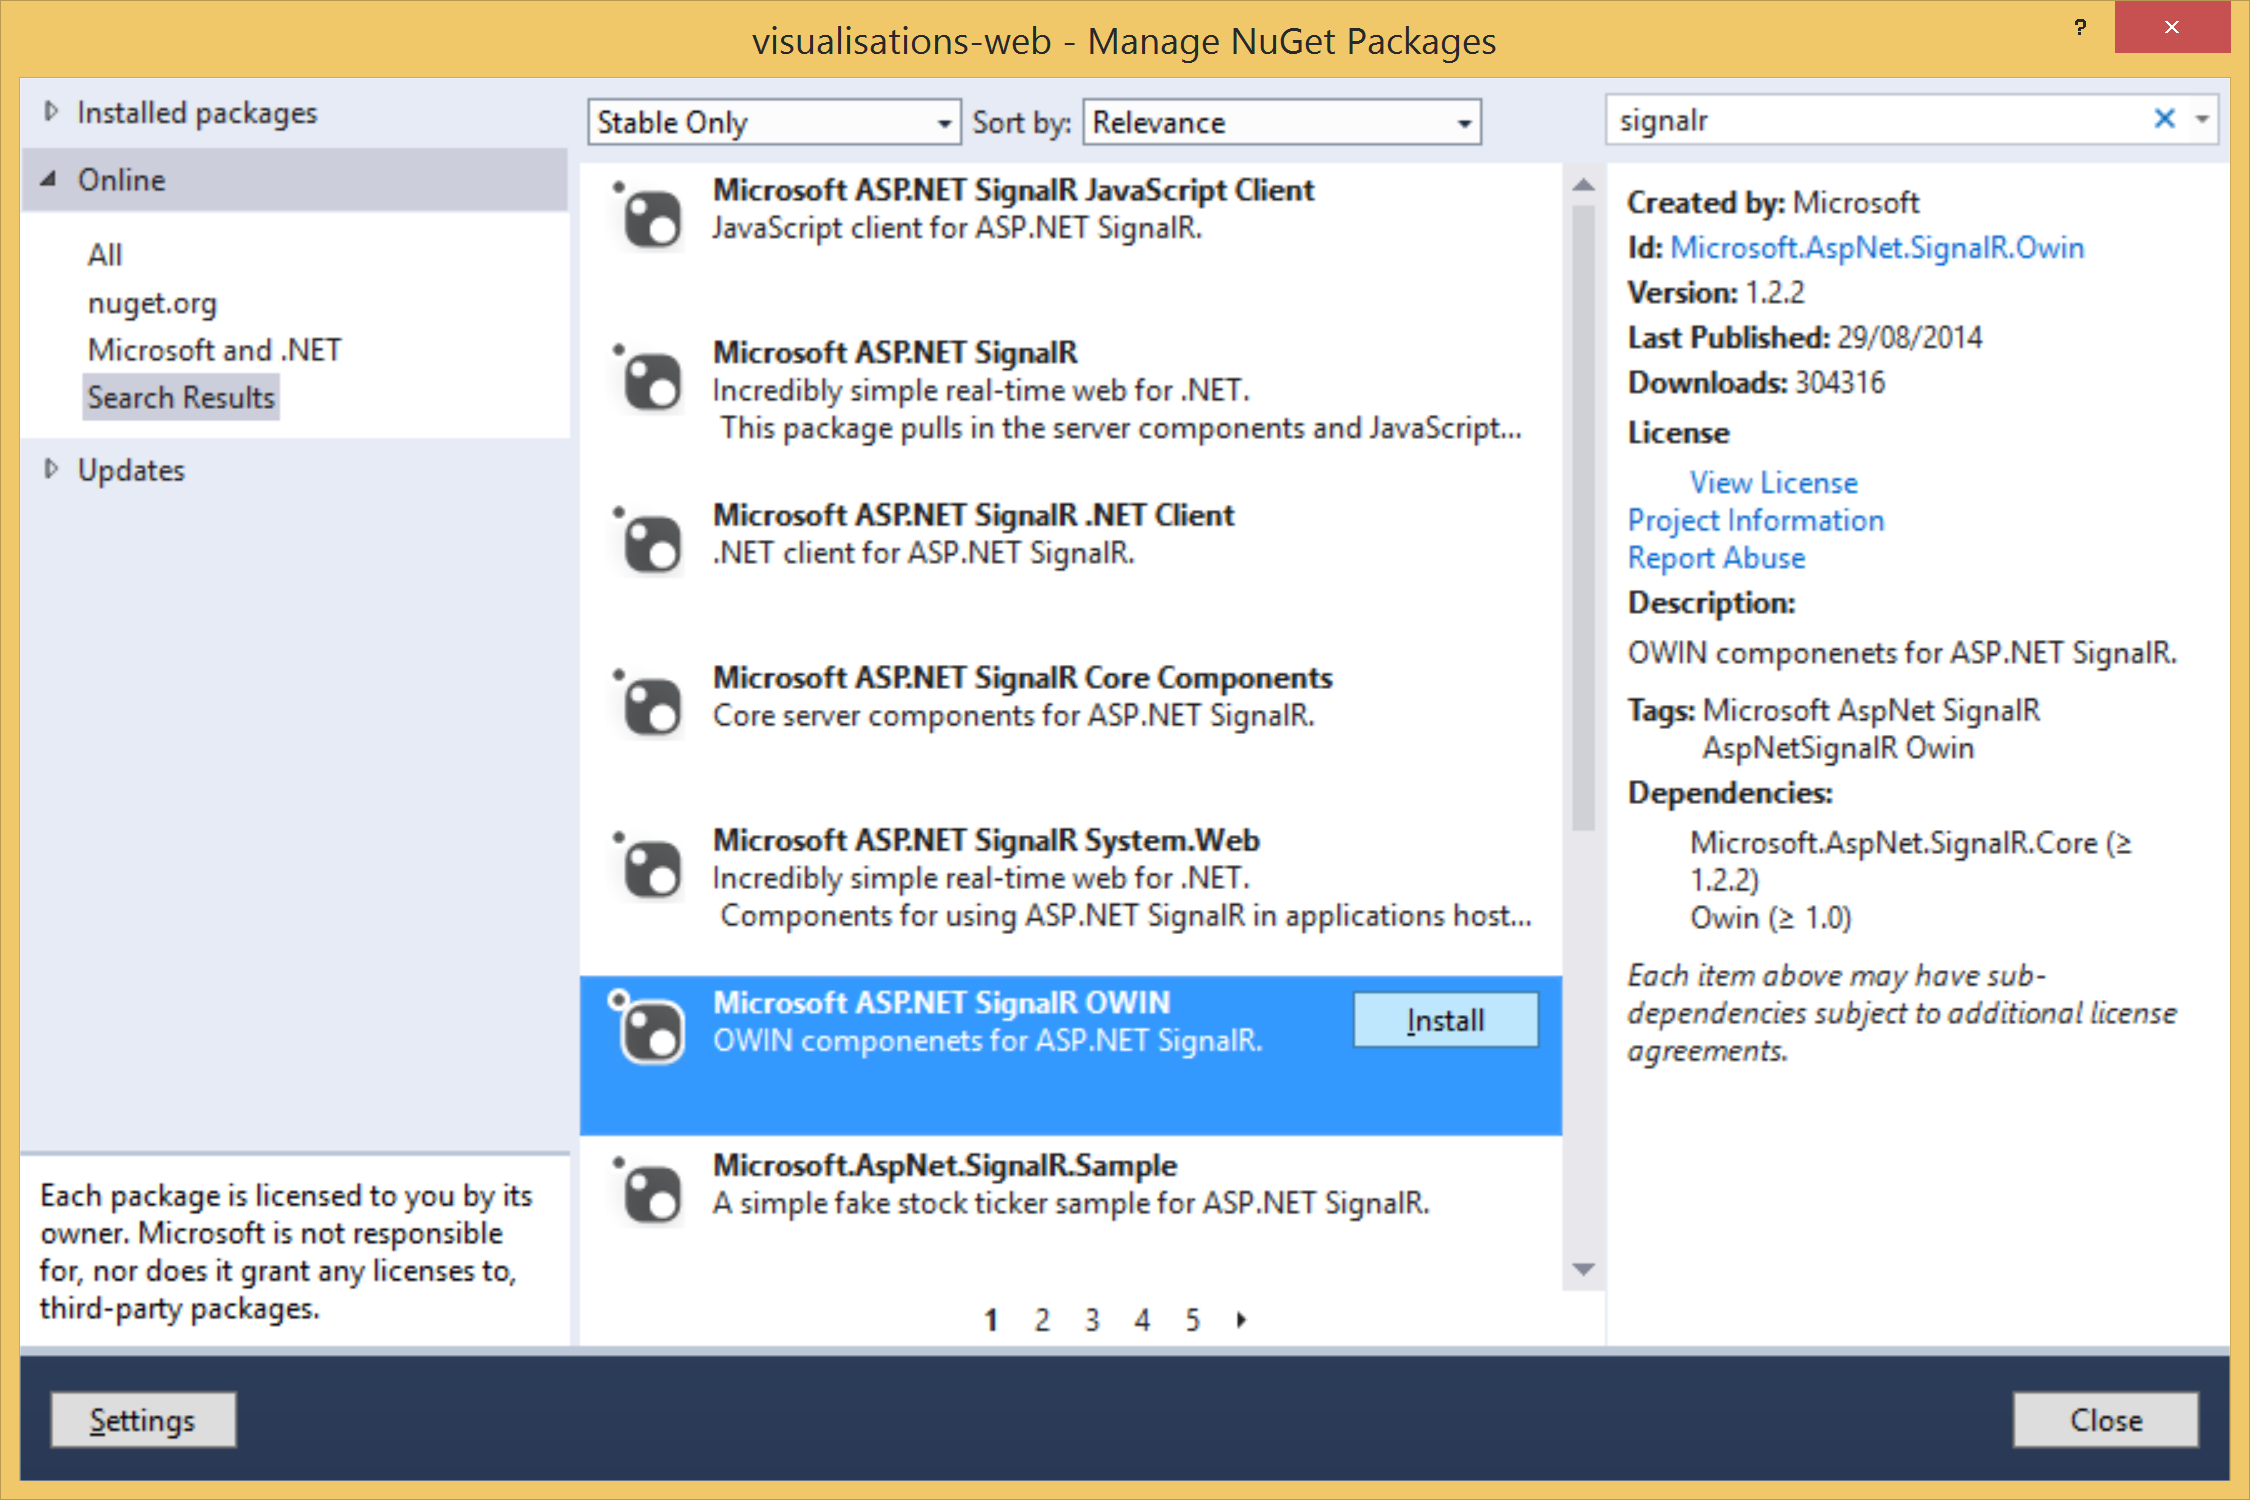 visualisations-web - Manage NuGet Packages
?
Installed packages
Online
All
nuget.org
Microsoft and .NET
Search Results
Updates
Each package is licensed to you by its
owner. Microsoft is not responsible
for, nor does it grant any licenses to,
third-party packages.
Stable Only
Sort by:
Relevance
Microsoft ASP.NET SignalR JavaScript Client
JavaScript client for ASP.NET SignalR.
Microsoft ASP.NET SignalR
Incredibly simple real-time web for .NET.
This package pulls in the server components and JavaScript...
Microsoft ASP.NET SignalR .NET Client
.NET client for ASP.NET SignalR.
Microsoft ASP.NET SignalR Core Components
Core server components for ASP.NET SignalR.
Microsoft ASP.NET SignalR System.Web
Incredibly simple real-time web for .NET.
Components for using ASP.NET SignalR in applications host...
Microsoft ASP.NET SignalR OWIN
OWIN componenets for ASP.NET SignalR.
Install
Microsoft.AspNet.SignalR.Sample
A simple fake stock ticker sample for ASP.NET SignalR.
1 2 3 4 5
signalr
Created by: Microsoft
Id: Microsoft.AspNet.SignalR.Owin
Version: 1.2.2
Last Published: 29/08/2014
Downloads: 304316
License
View License
Project Information
Report Abuse
Description:
OWIN componenets for ASP.NET SignalR.
Tags: Microsoft AspNet SignalR
AspNetSignalR Owin
Dependencies:
Microsoft.AspNet.SignalR.Core (≥
1.2.2)
Owin (≥ 1.0)
Each item above may have sub-
dependencies subject to additional license
agreements.
Settings
Close